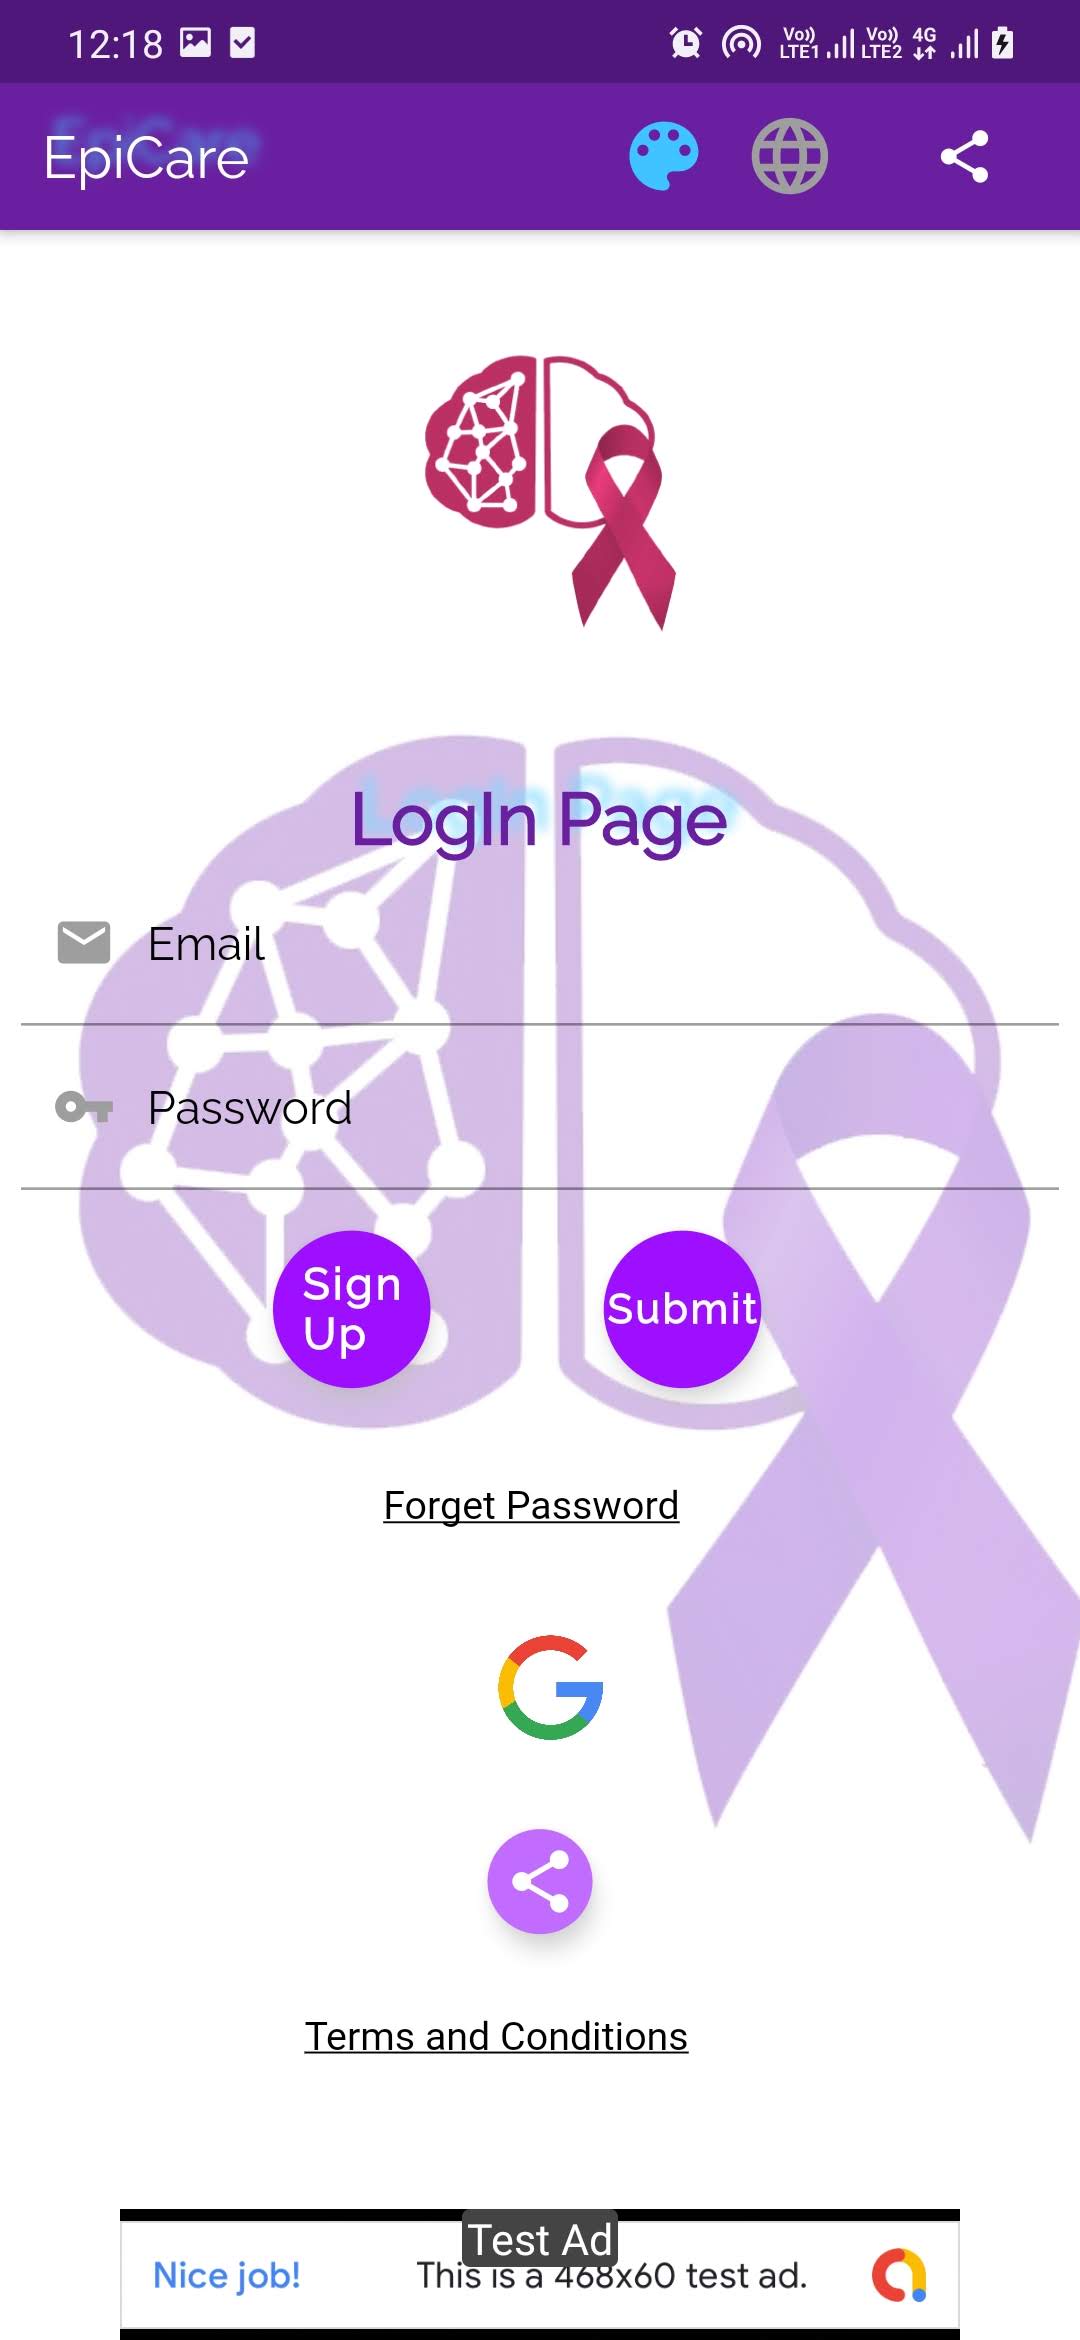 12:18
Vo)) LTE1 Vo)) LTE2 4G
EpiCare
LogIn Page
Email
Password
Sign
Up
Submit
Forget Password
Terms and Conditions
Test Ad
Nice job! This is a 468x60 test ad.